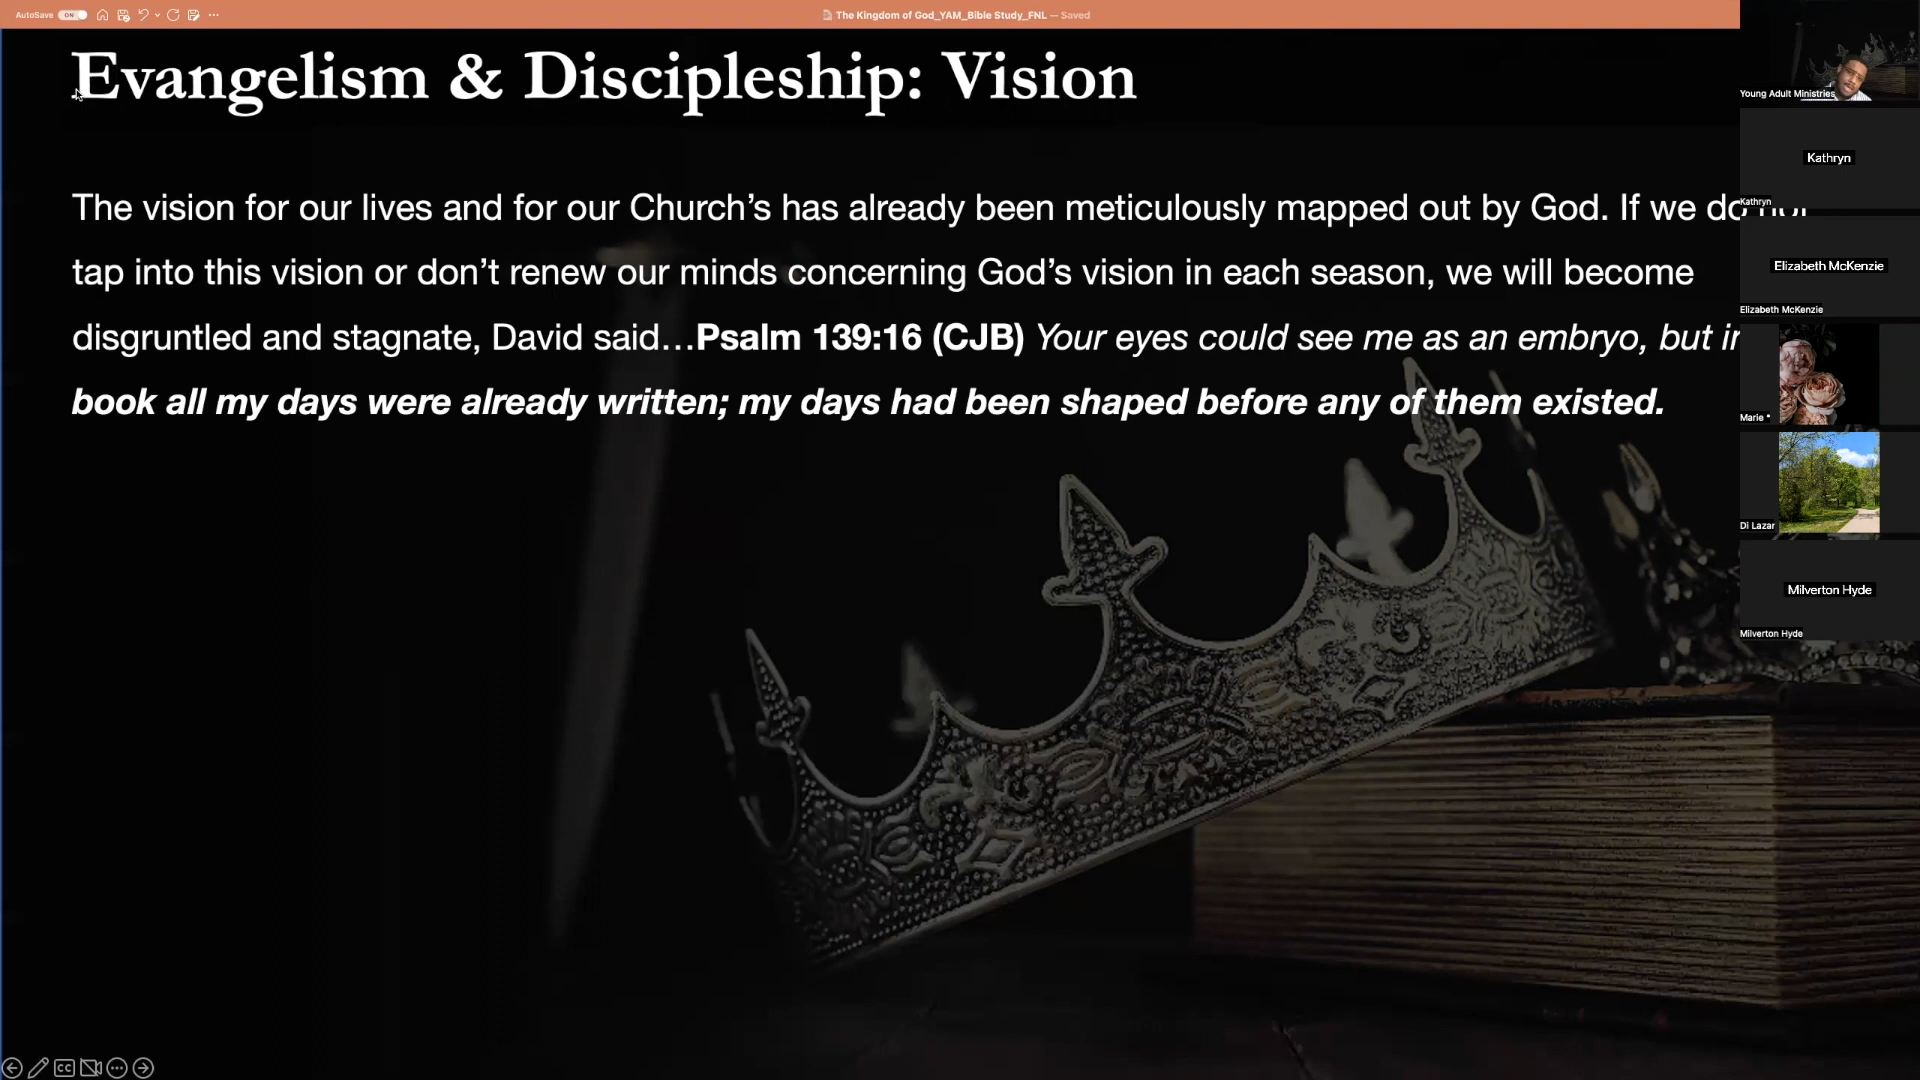 AutoSave ON
The Kingdom of God_YAM_Bible Study_FNL — Saved
Evangelism & Discipleship: Vision
The vision for our lives and for our Church’s has already been meticulously mapped out by God. If we do
tap into this vision or don’t renew our minds concerning God’s vision in each season, we will become
disgruntled and stagnate, David said…Psalm 139:16 (CJB) Your eyes could see me as an embryo, but
book all my days were already written; my days had been shaped before any of them existed.
Young Adult Ministries
Kathryn
Kathryn
Elizabeth McKenzie
Elizabeth McKenzie
Marie *
Di Lazar
Milverton Hyde
Milverton Hyde
CC